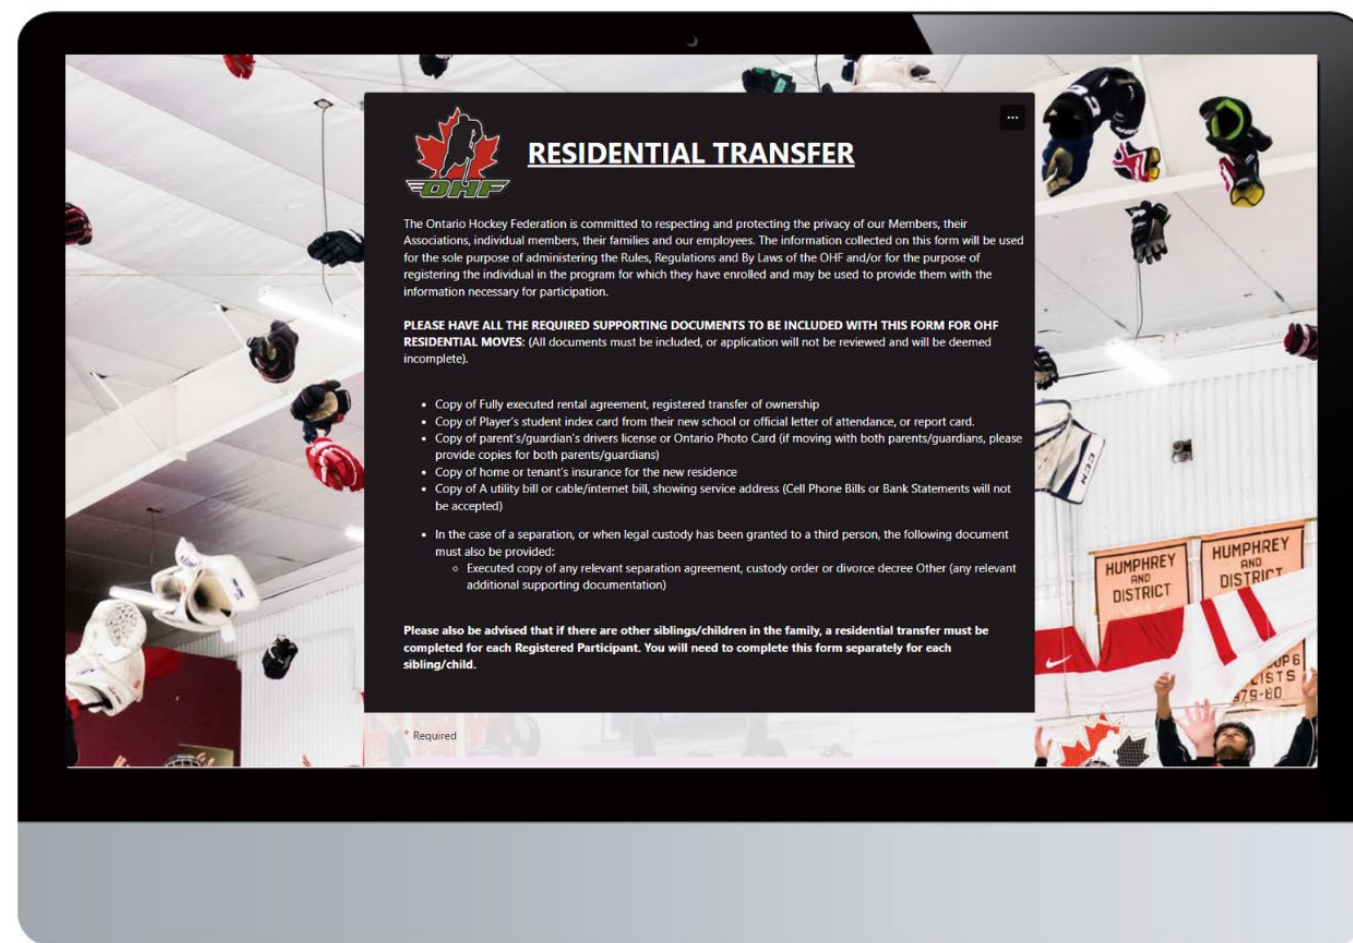 OHF
RESIDENTIAL TRANSFER
...
The Ontario Hockey Federation is committed to respecting and protecting the privacy of our Members, their
Associations, individual members, their families and our employees. The information collected on this form will be used
for the sole purpose of administering the Rules, Regulations and By Laws of the OHF and/or for the purpose of
registering the individual in the program for which they have enrolled and may be used to provide them with the
information necessary for participation.
PLEASE HAVE ALL THE REQUIRED SUPPORTING DOCUMENTS TO BE INCLUDED WITH THIS FORM FOR OHF
RESIDENTIAL MOVES: (All documents must be included, or application will not be reviewed and will be deemed
incomplete).
• Copy of Fully executed rental agreement, registered transfer of ownership
• Copy of Player's student index card from their new school or official letter of attendance, or report card.
• Copy of parent's/guardian's drivers license or Ontario Photo Card (if moving with both parents/guardians, please
provide copies for both parents/guardians)
• Copy of home or tenant's insurance for the new residence
• Copy of A utility bill or cable/internet bill, showing service address (Cell Phone Bills or Bank Statements will not
be accepted)
• In the case of a separation, or when legal custody has been granted to a third person, the following document
must also be provided:
○ Executed copy of any relevant separation agreement, custody order or divorce decree Other (any relevant
additional supporting documentation)
Please also be advised that if there are other siblings/children in the family, a residential transfer must be
completed for each Registered Participant. You will need to complete this form separately for each
sibling/child.
* Required
CCM
HUMPHREY
AND
DISTRICT
HUMPHREY
AND
DISTRICT
79-80